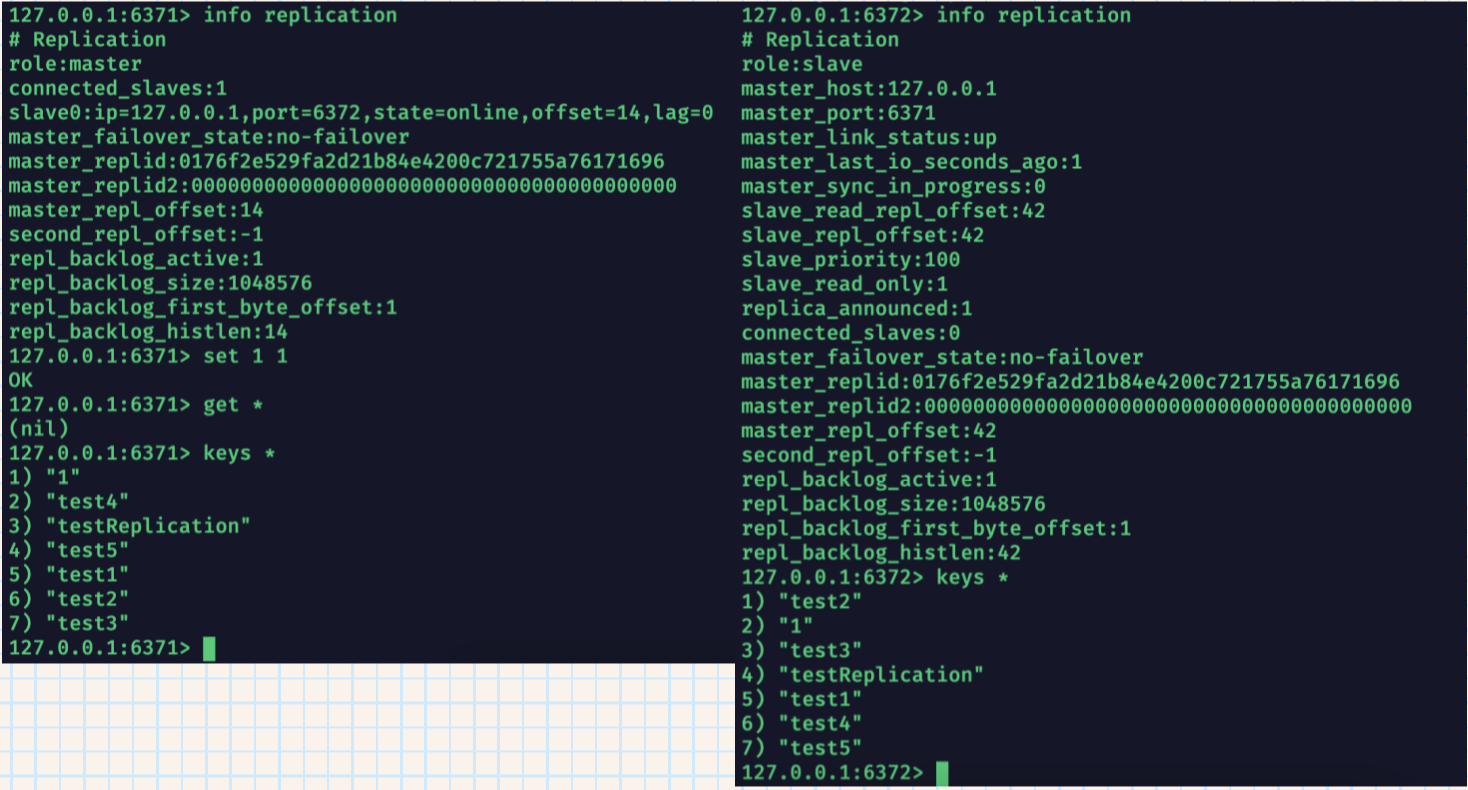 127.0.0.1:6371> info replication
# Replication
role:master
connected_slaves:1
slave0:ip=127.0.0.1,port=6372,state=online,offset=14,lag=0
master_failover_state:no-failover
master_replid:0176f2e529fa2d21b84e4200c721755a76171696
master_replid2:0000000000000000000000000000000000000000
master_repl_offset:14
second_repl_offset:-1
repl_backlog_active:1
repl_backlog_size:1048576
repl_backlog_first_byte_offset:1
repl_backlog_histlen:14
127.0.0.1:6371> set 1 1
OK
127.0.0.1:6371> get *
(nil)
127.0.0.1:6371> keys *
1) "1"
2) "test4"
3) "testReplication"
4) "test5"
5) "test1"
6) "test2"
7) "test3"
127.0.0.1:6371>
127.0.0.1:6372> info replication
# Replication
role:slave
master_host:127.0.0.1
master_port:6371
master_link_status:up
master_last_io_seconds_ago:1
master_sync_in_progress:0
slave_read_repl_offset:42
slave_repl_offset:42
slave_priority:100
slave_read_only:1
replica_announced:1
connected_slaves:0
master_failover_state:no-failover
master_replid:0176f2e529fa2d21b84e4200c721755a76171696
master_replid2:0000000000000000000000000000000000000000
master_repl_offset:42
second_repl_offset:-1
repl_backlog_active:1
repl_backlog_size:1048576
repl_backlog_first_byte_offset:1
repl_backlog_histlen:42
127.0.0.1:6372> keys *
1) "test2"
2) "1"
3) "test3"
4) "testReplication"
5) "test1"
6) "test4"
7) "test5"
127.0.0.1:6372>